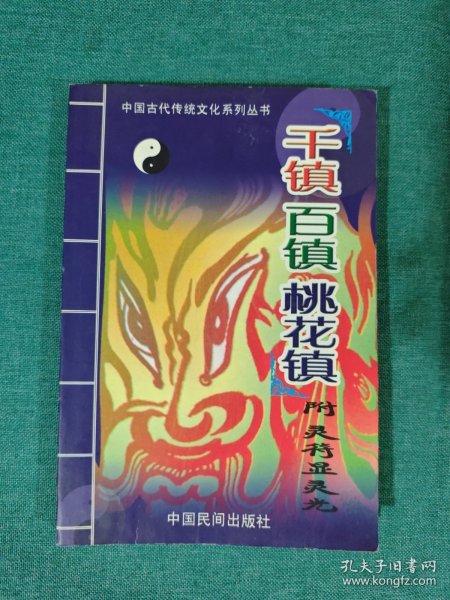 中国古代传统文化系列丛书
千镇
百镇
桃花镇
附灵符显灵光
中国民间出版社
孔夫子旧书网
www.kongfz.com